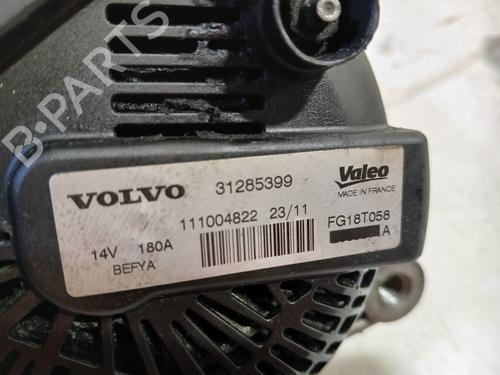 B-PARTS
VOLVO 31285399 Valeo
MADE IN FRANCE
111004822 23/11 FG18T058
14V 180A A
BEFYA